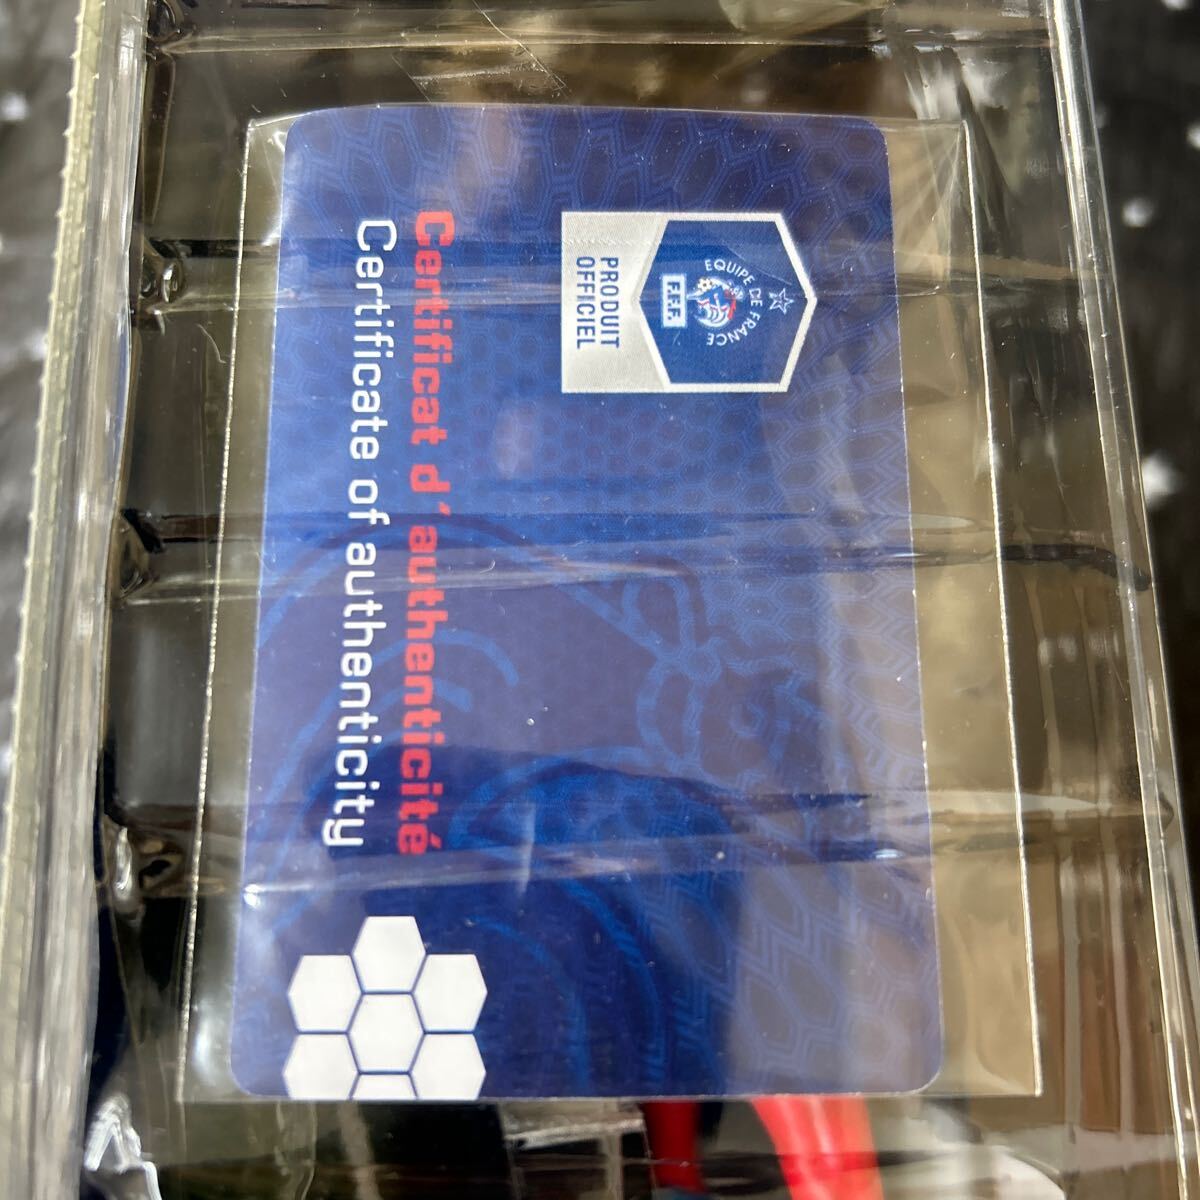 EQUIPE DE FRANCE
F.F.F.
PRODUIT
OFFICIEL
Certificat d'authenticité
Certificate of authenticity